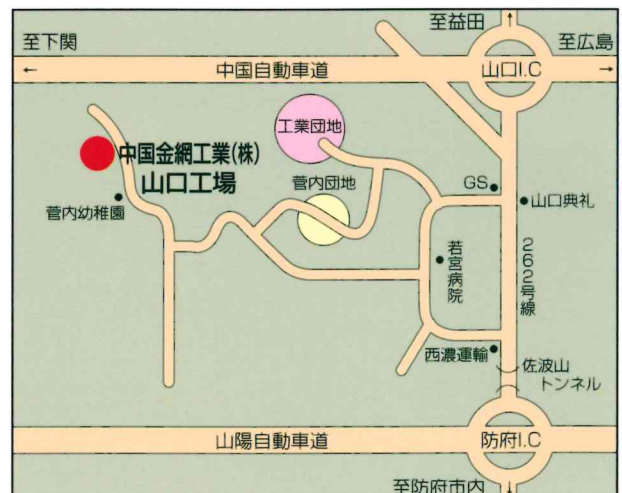 至益田
至下関
至広島
中国自動車道
山口I.C
工業団地
中国金網工業(株)
山口工場
菅内団地
GS
山口典礼
菅内幼稚園
若宮病院
262号線
西濃運輸
佐波山
トンネル
山陽自動車道
防府I.C
至防府市内